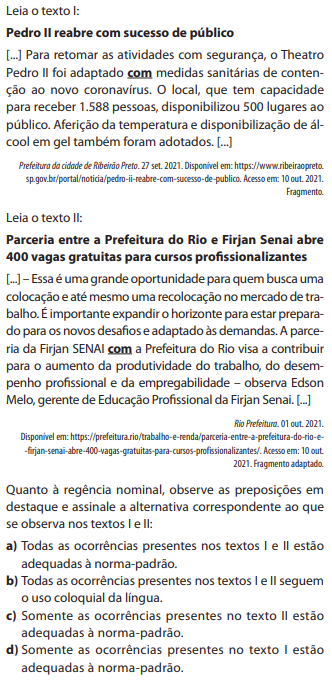 Leia o texto I:
Pedro II reabre com sucesso de público
[...] Para retomar as atividades com segurança, o Theatro
Pedro II foi adaptado com medidas sanitárias de conten-
ção ao novo coronavírus. O local, que tem capacidade
para receber 1.588 pessoas, disponibilizou 500 lugares ao
público. Aferição da temperatura e disponibilização de ál-
cool em gel também foram adotados. [...]
Prefeitura da cidade de Ribeirão Preto. 27 set. 2021. Disponível em: https://www.ribeiraopreto.
sp.gov.br/portal/noticia/pedro-ii-reabre-com-sucesso-de-publico. Acesso em: 10 out. 2021.
Fragmento.
Leia o texto II:
Parceria entre a Prefeitura do Rio e Firjan Senai abre
400 vagas gratuitas para cursos profissionalizantes
[...] – Essa é uma grande oportunidade para quem busca uma
colocação e até mesmo uma recolocação no mercado de tra-
balho. É importante expandir o horizonte para estar prepara-
do para os novos desafios e adaptado às demandas. A parce-
ria da Firjan SENAI com a Prefeitura do Rio visa a contribuir
para o aumento da produtividade do trabalho, do desem-
penho profissional e da empregabilidade – observa Edson
Melo, gerente de Educação Profissional da Firjan Senai. [...]
Rio Prefeitura. 01 out. 2021.
Disponível em: https://prefeitura.rio/trabalho-e-renda/parceria-entre-a-prefeitura-do-rio-e-
-firjan-senai-abre-400-vagas-gratuitas-para-cursos-profissionalizantes/. Acesso em: 10 out.
2021. Fragmento adaptado.
Quanto à regência nominal, observe as preposições em
destaque e assinale a alternativa correspondente ao que
se observa nos textos I e II:
a) Todas as ocorrências presentes nos textos I e II estão
adequadas à norma-padrão.
b) Todas as ocorrências presentes nos textos I e II seguem
o uso coloquial da língua.
c) Somente as ocorrências presentes no texto II estão
adequadas à norma-padrão.
d) Somente as ocorrências presentes no texto I estão
adequadas à norma-padrão.